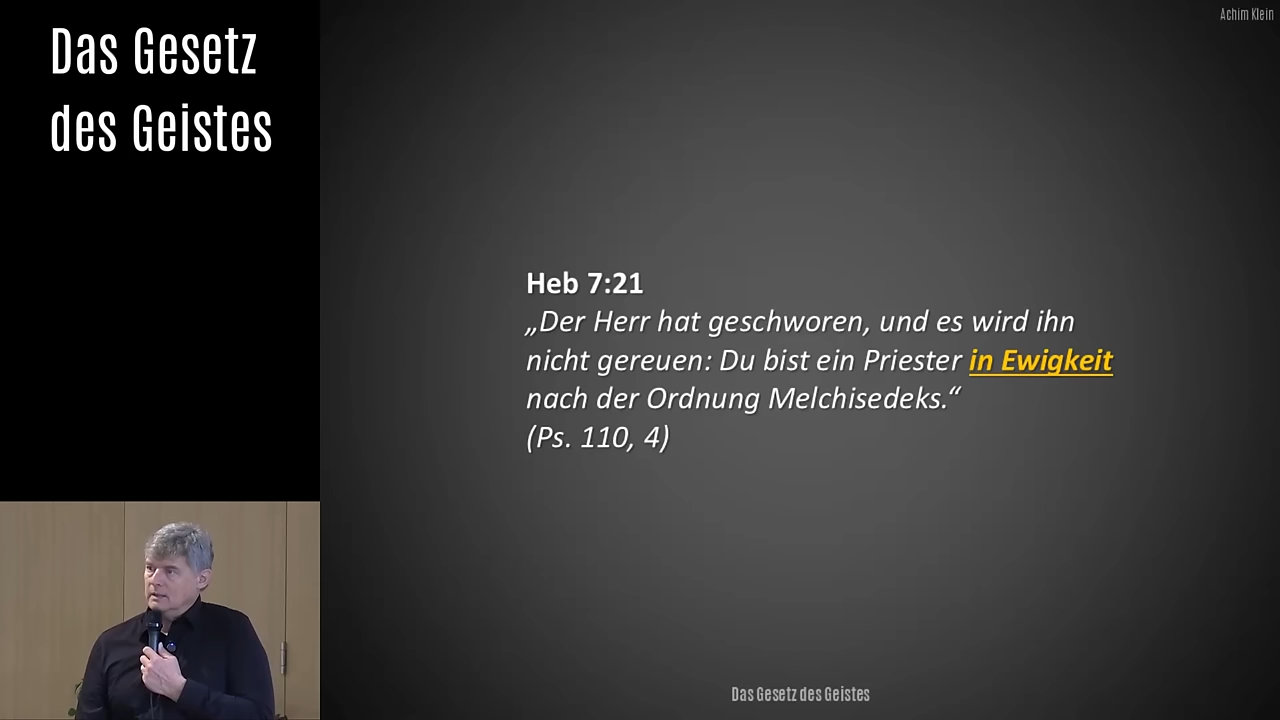 Das Gesetz
des Geistes
Achim Klein
Heb 7:21
„Der Herr hat geschworen, und es wird ihn
nicht gereuen: Du bist ein Priester in Ewigkeit
nach der Ordnung Melchisedeks.“
(Ps. 110, 4)
Das Gesetz des Geistes